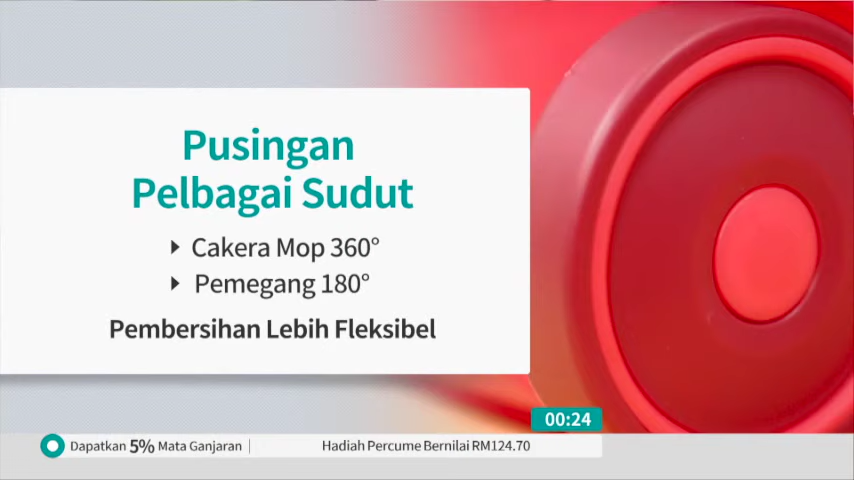 Pusingan
Pelbagai Sudut
Cakera Mop 360°
Pemegang 180°
Pembersihan Lebih Fleksibel
00:24
Dapatkan 5% Mata Ganjaran
Hadiah Percume Bernilai RM124.70